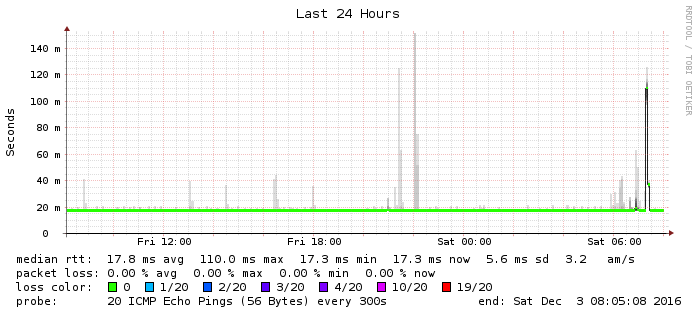 Last 24 Hours
RRDTOOL / TOBI OETIKER
Seconds
140 m
120 m
100 m
80 m
60 m
40 m
20 m
0
Fri 12:00 Fri 18:00 Sat 00:00 Sat 06:00
median rtt: 17.8 ms avg 110.0 ms max 17.3 ms min 17.3 ms now 5.6 ms sd 3.2 am/s
packet loss: 0.00 % avg 0.00 % max 0.00 % min 0.00 % now
loss color: 0 1/20 2/20 3/20 4/20 10/20 19/20
probe: 20 ICMP Echo Pings (56 Bytes) every 300s end: Sat Dec 3 08:05:08 2016